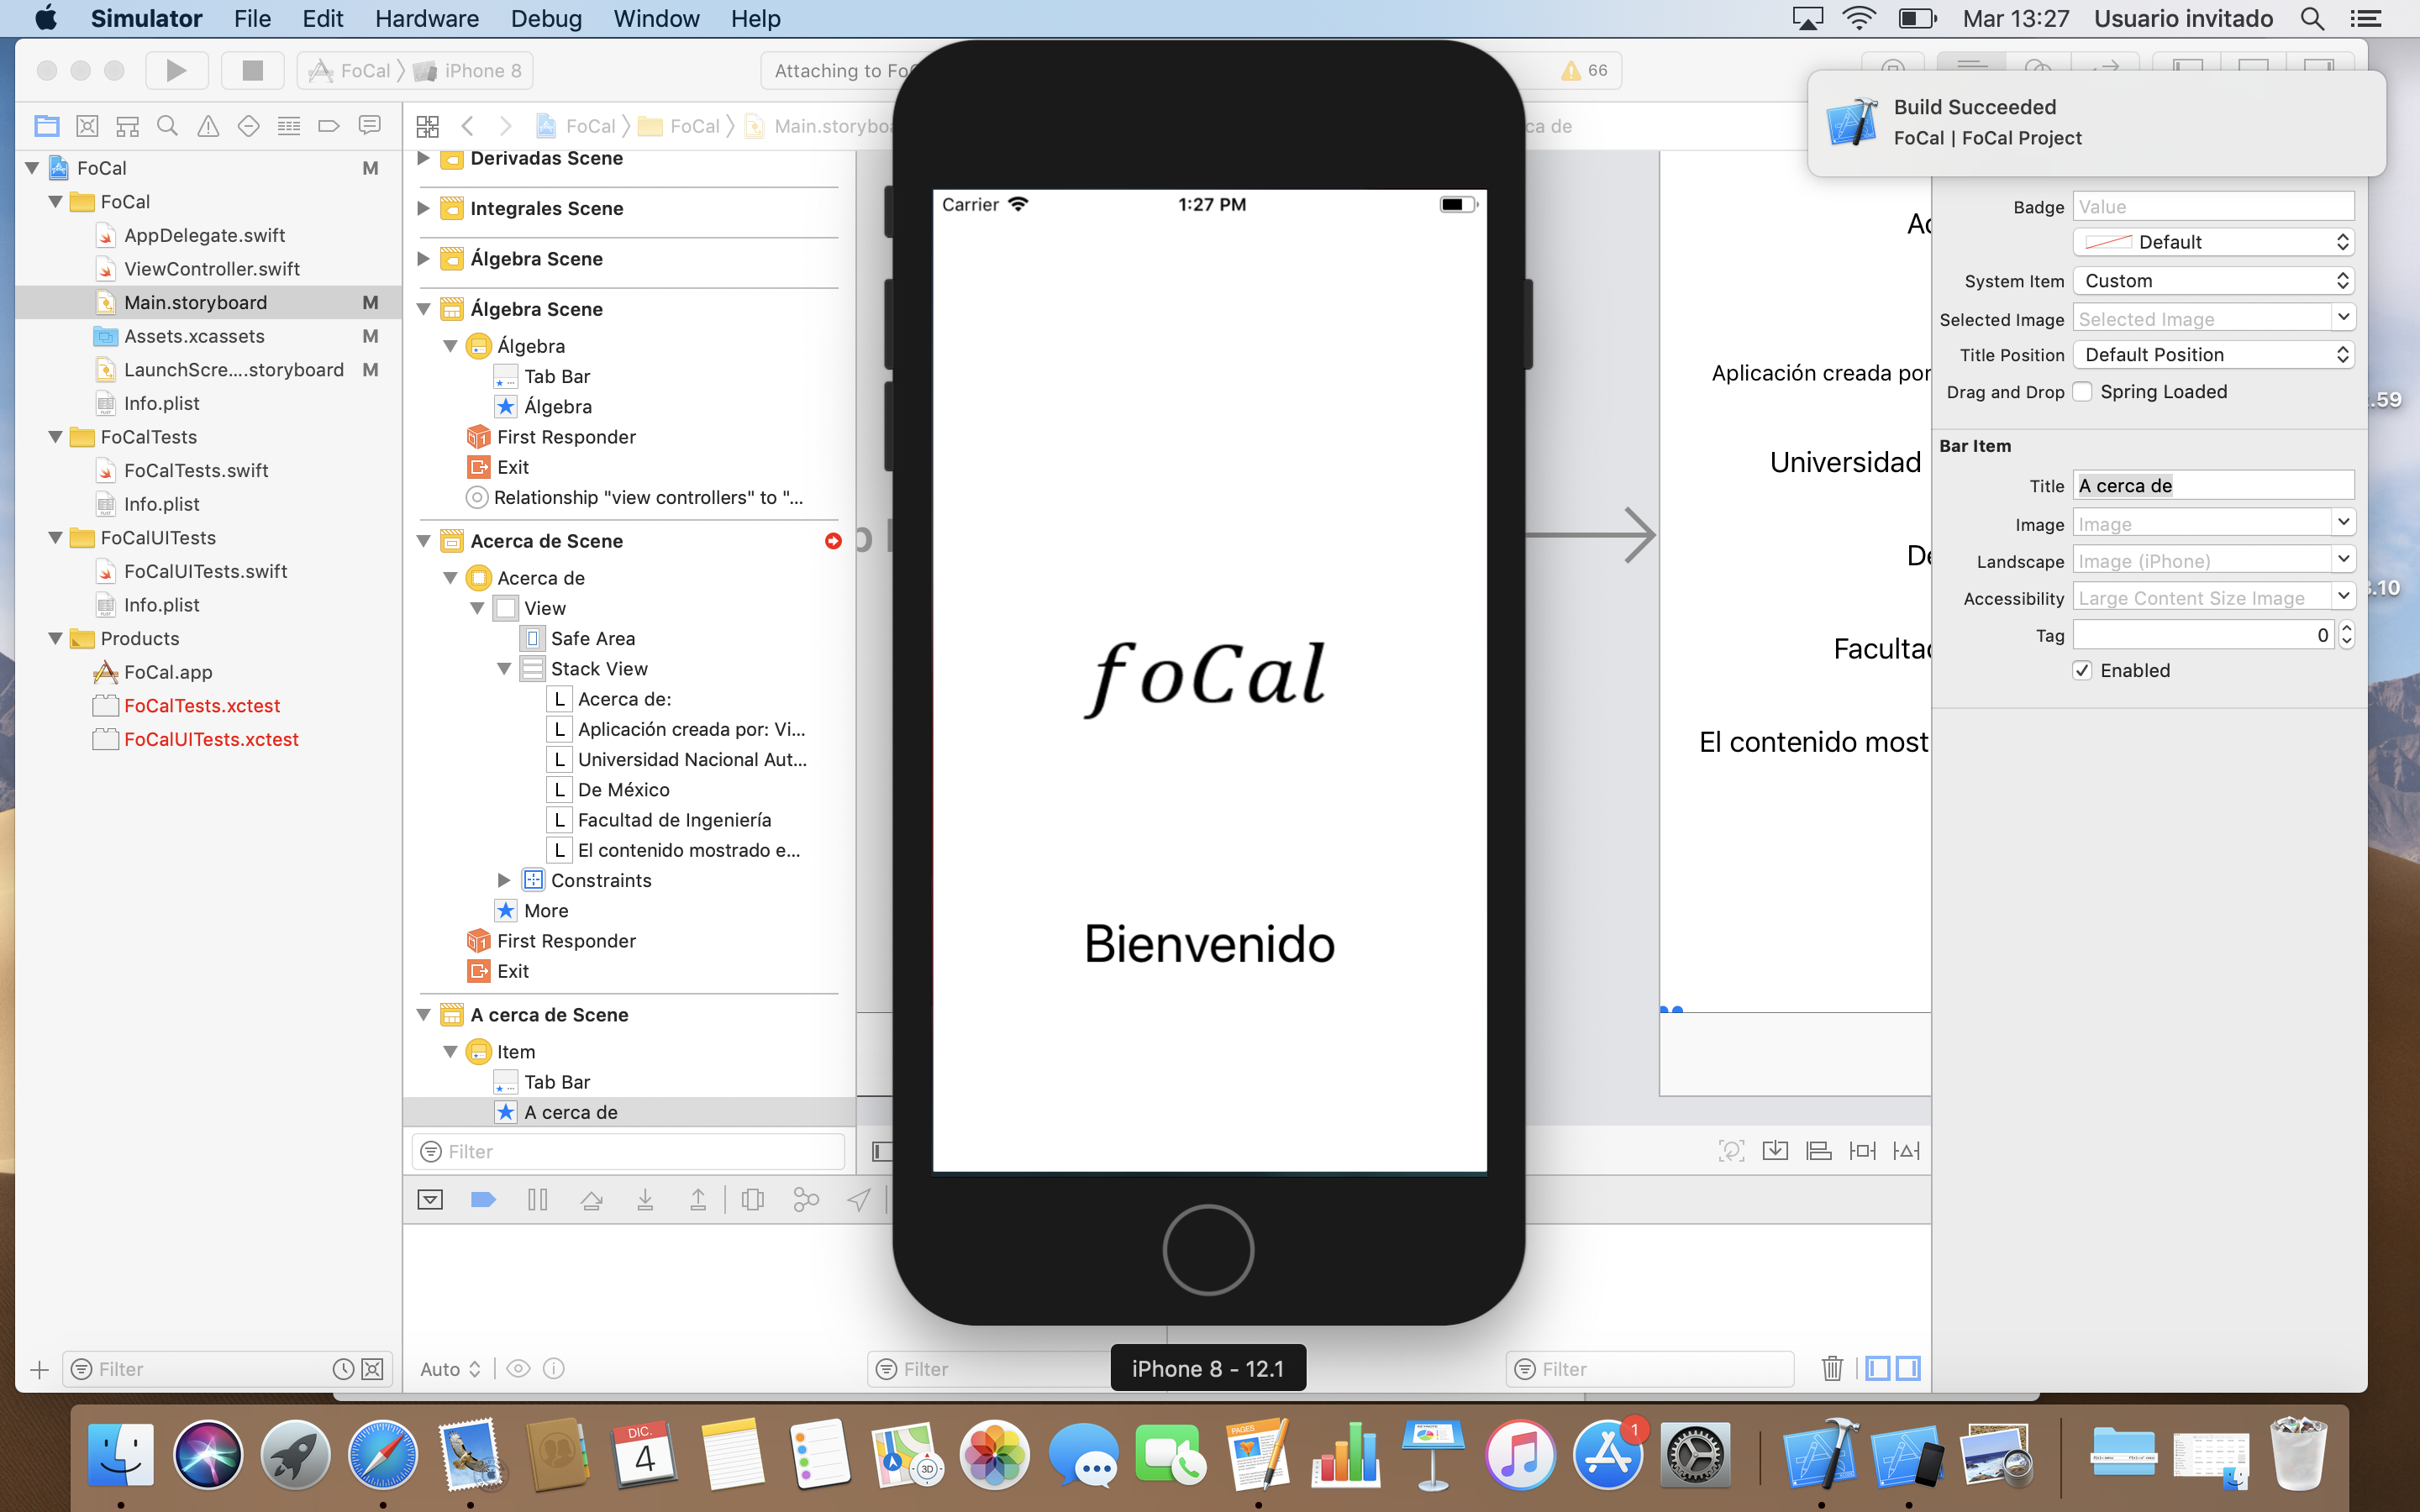 Simulator File Edit Hardware Debug Window Help Mar 13:27 Usuario invitado
FoCal iPhone 8
Attaching to Fo
66
Build Succeeded
FoCal | FoCal Project
FoCal FoCal Main.storyboa
ca de
FoCal M
FoCal
AppDelegate.swift
ViewController.swift
Main.storyboard M
Assets.xcassets M
LaunchScre....storyboard M
Info.plist
FoCalTests
FoCalTests.swift
Info.plist
FoCalUITests
FoCalUITests.swift
Info.plist
Products
FoCal.app
FoCalTests.xctest
FoCalUITests.xctest
Filter
Derivadas Scene
Integrales Scene
Álgebra Scene
Álgebra Scene
Álgebra
Tab Bar
Álgebra
First Responder
Exit
Relationship "view controllers" to "...
Acerca de Scene
Acerca de
View
Safe Area
Stack View
L Acerca de:
L Aplicación creada por: Vi...
L Universidad Nacional Aut...
L De México
L Facultad de Ingeniería
L El contenido mostrado e...
Constraints
More
First Responder
Exit
A cerca de Scene
Item
Tab Bar
A cerca de
Filter
Auto
Filter
Filter
Carrier 1:27 PM
foCal
Bienvenido
iPhone 8 - 12.1
Ac
Aplicación creada por
Universidad
De
Facultad
El contenido most
Badge Value
Default
System Item Custom
Selected Image Selected Image
Title Position Default Position
Drag and Drop Spring Loaded
Bar Item
Title A cerca de
Image Image
Landscape Image (iPhone)
Accessibility Large Content Size Image
Tag 0
Enabled
.59
.10
DIC.
4
3D
PAGES
1